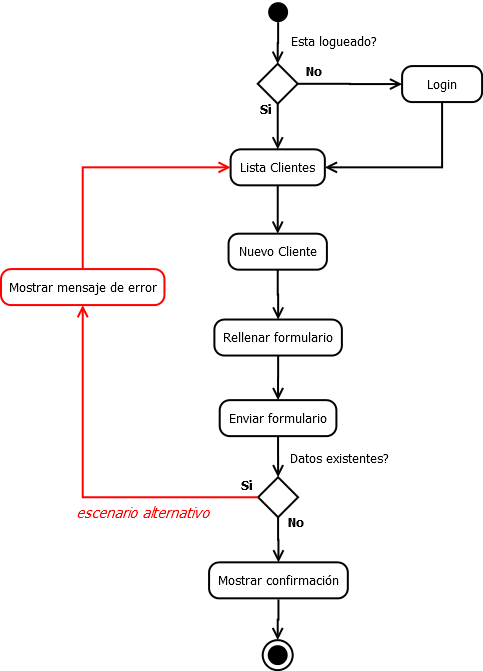 Esta logueado?
No
Login
Si
Lista Clientes
Nuevo Cliente
Mostrar mensaje de error
Rellenar formulario
Enviar formulario
Datos existentes?
Si
escenario alternativo
No
Mostrar confirmación